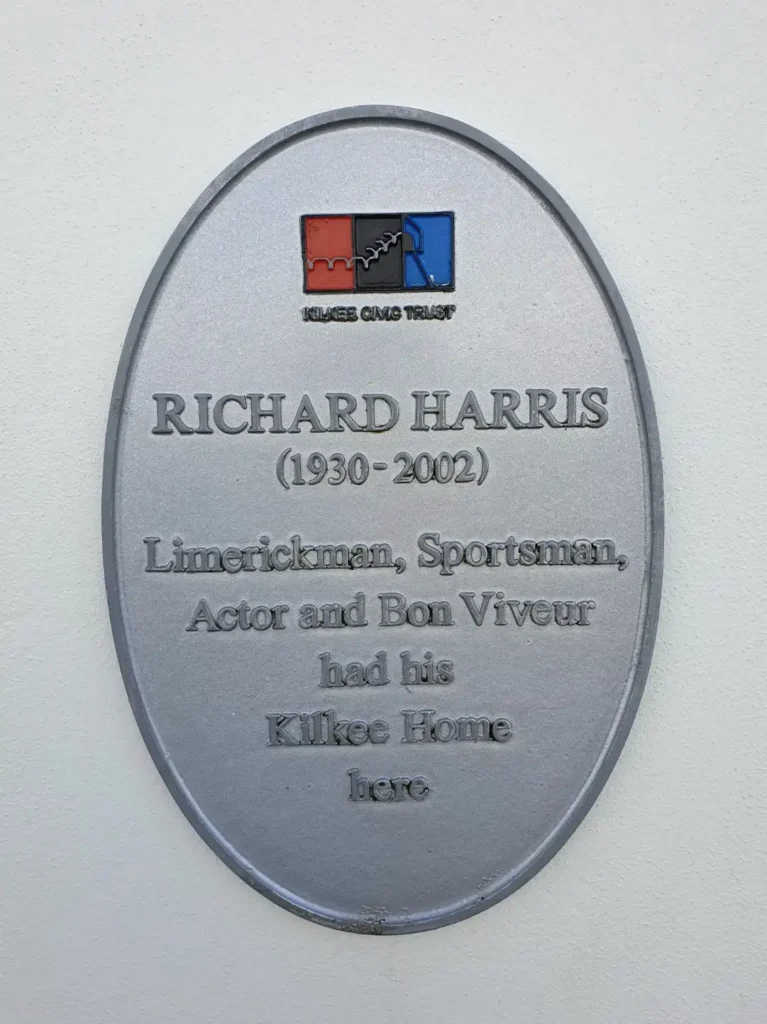 KILKEE CIVIC TRUST
RICHARD HARRIS
(1930-2002)
Limerickman, Sportsman,
Actor and Bon Viveur
had his
Kilkee Home
here